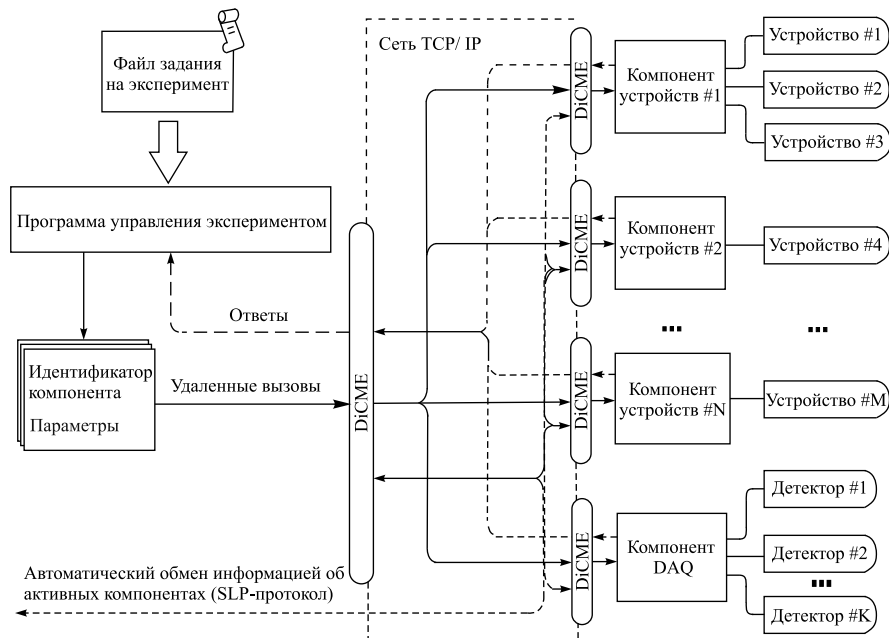 Файл задания
на эксперимент
Программа управления экспериментом
Ответы
Идентификатор
компонента
Параметры
Удаленные вызовы
Автоматический обмен информацией об
активных компонентах (SLP-протокол)
Сеть TCP/ IP
DiCME
DiCME
Компонент
устройств #1
Устройство #1
Устройство #2
Устройство #3
DiCME
Компонент
устройств #2
Устройство #4
...
...
DiCME
Компонент
устройств #N
Устройство #M
DiCME
Компонент
DAQ
Детектор #1
Детектор #2
...
Детектор #K